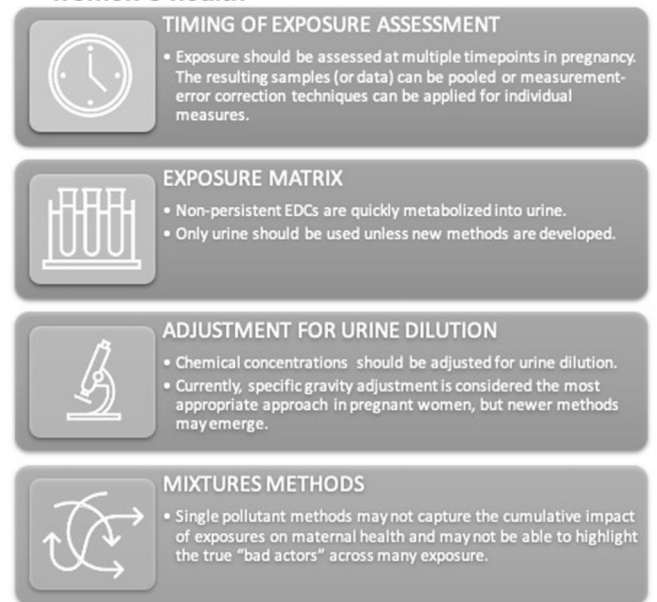 TIMING OF EXPOSURE ASSESSMENT
• Exposure should be assessed at multiple timepoints in pregnancy.
The resulting samples (or data) can be pooled or measurement-
error correction techniques can be applied for individual
measures.
EXPOSURE MATRIX
• Non-persistent EDCs are quickly metabolized into urine.
• Only urine should be used unless new methods are developed.
ADJUSTMENT FOR URINE DILUTION
• Chemical concentrations should be adjusted for urine dilution.
• Currently, specific gravity adjustment is considered the most
appropriate approach in pregnant women, but newer methods
may emerge.
MIXTURES METHODS
• Single pollutant methods may not capture the cumulative impact
of exposures on maternal health and may not be able to highlight
the true “bad actors” across many exposure.